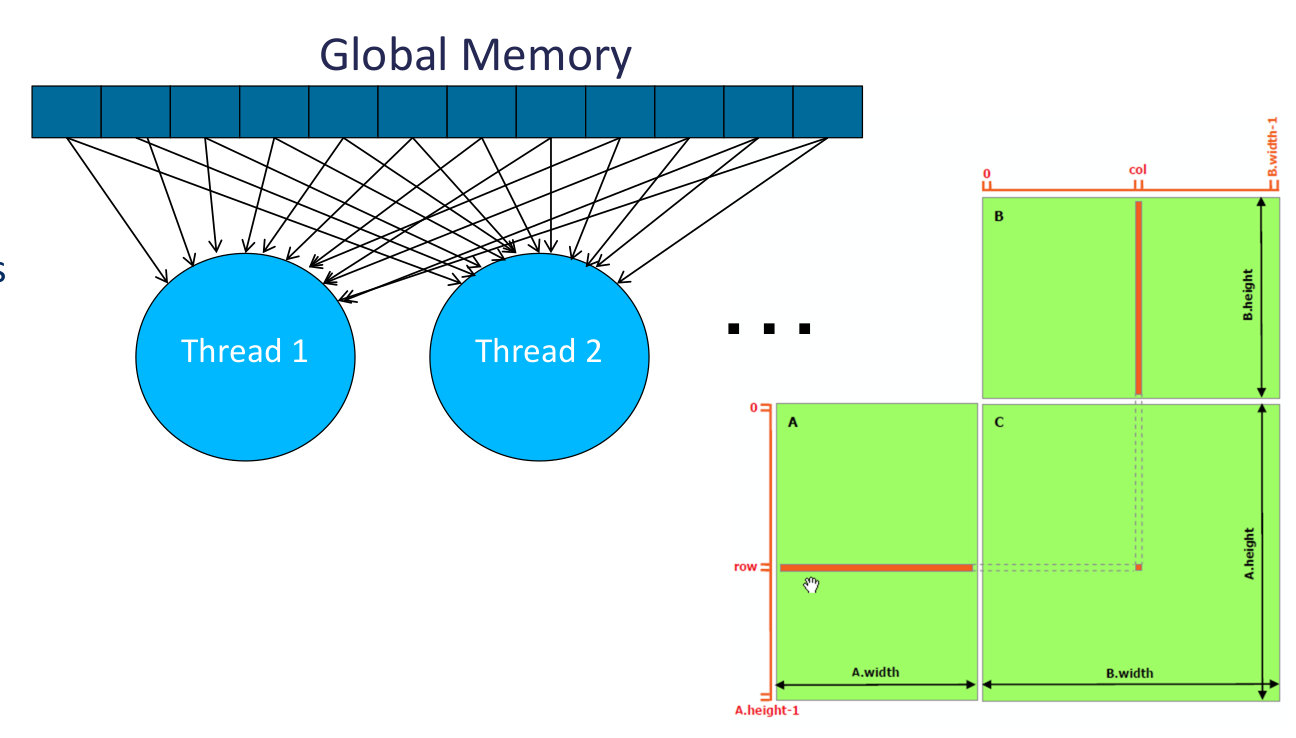 Global Memory
s
Thread 1
Thread 2
. . .
0
col
B.width-1
B
B.height
0
A
C
row
A.height
A.width
B.width
A.height-1